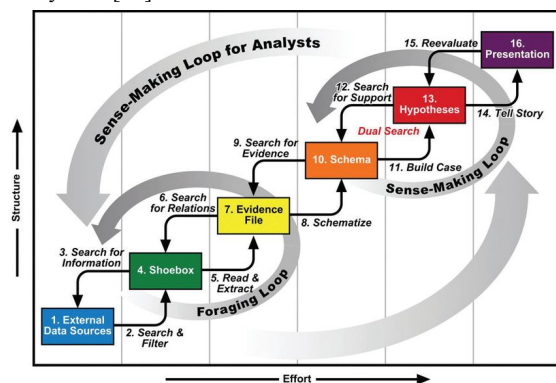 Sense-Making Loop for Analysts
15. Reevaluate
16.
Presentation
12. Search
for Support
13.
Hypotheses
14. Tell Story
Dual Search
9. Search for
Evidence
10. Schema
11. Build Case
Sense-Making Loop
6. Search
for Relations
7. Evidence
File
8. Schematize
3. Search for
Information
4. Shoebox
5. Read &
Extract
Foraging Loop
1. External
Data Sources
2. Search &
Filter
Structure
Effort